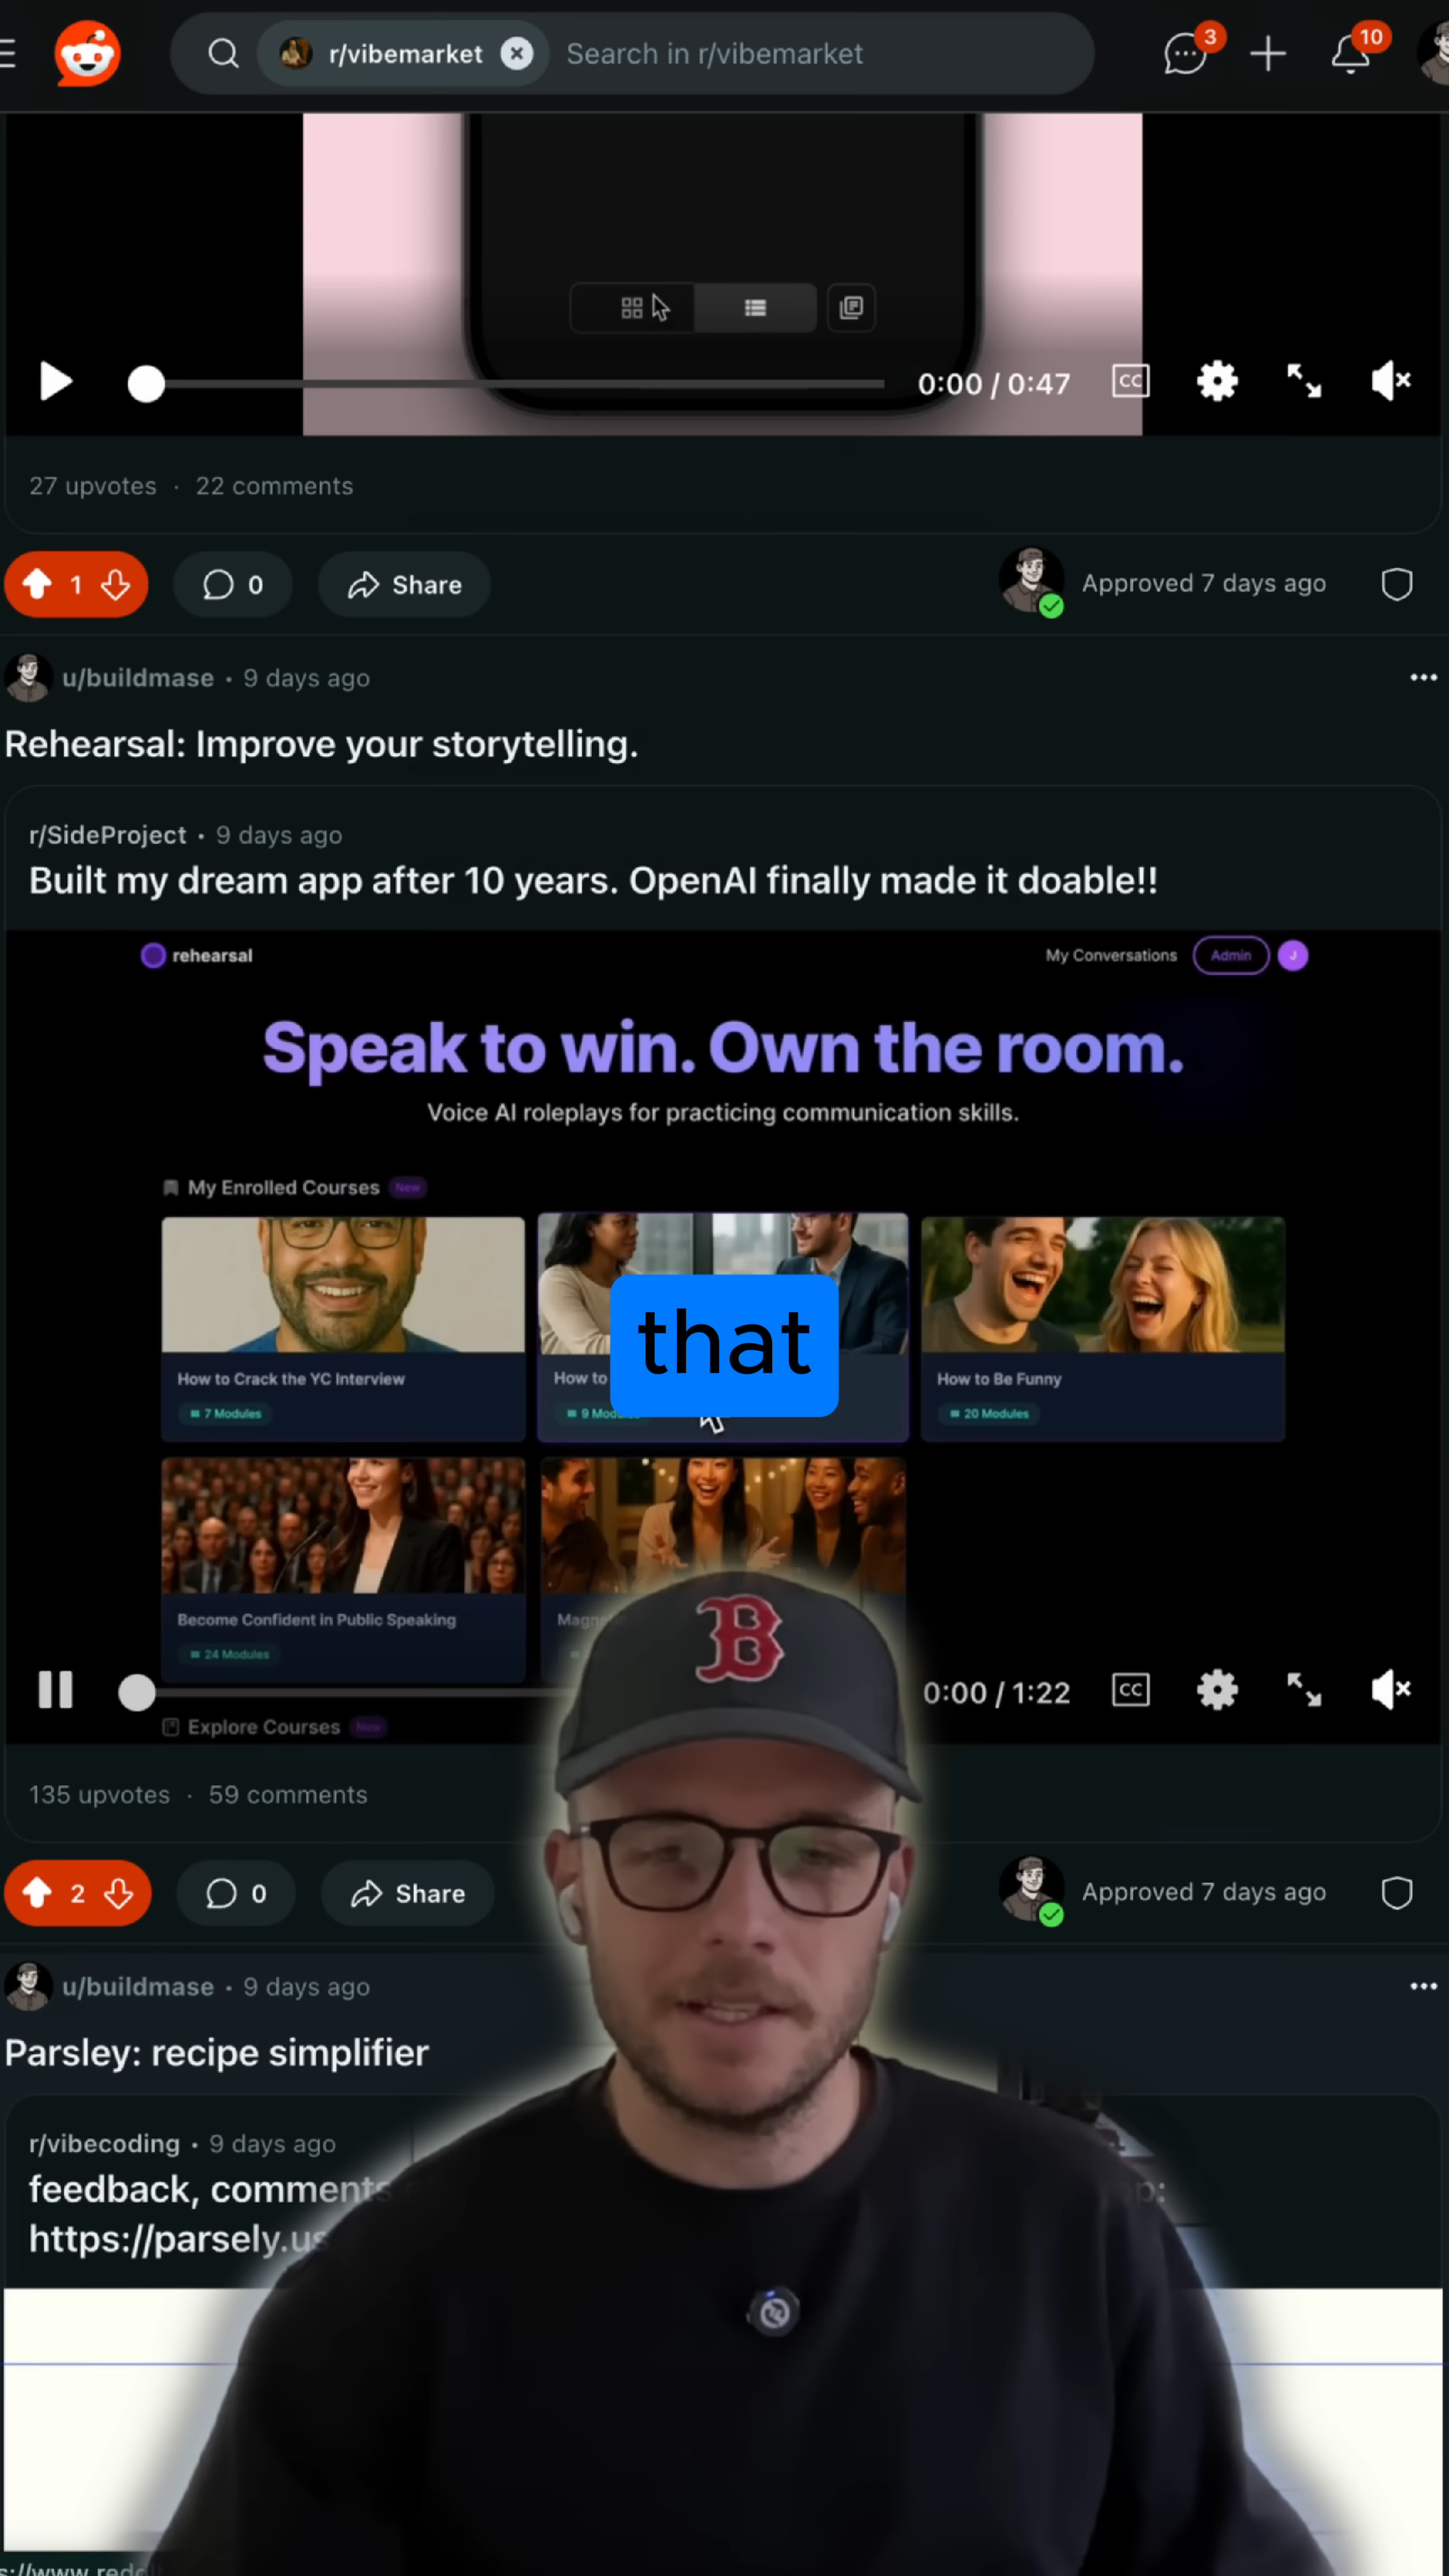 r/vibemarket
Search in r/vibemarket
3
10
0:00 / 0:47
CC
27 upvotes · 22 comments
1
0
Share
Approved 7 days ago
u/buildmase • 9 days ago
Rehearsal: Improve your storytelling.
r/SideProject • 9 days ago
Built my dream app after 10 years. OpenAI finally made it doable!!
rehearsal
My Conversations
Admin
J
Speak to win. Own the room.
Voice AI roleplays for practicing communication skills.
My Enrolled Courses
New
that
How to Crack the YC Interview
7 Modules
How to
9
How to Be Funny
20 Modules
Become Confident in Public Speaking
24 Modules
B
0:00 / 1:22
CC
Explore Courses
New
135 upvotes · 59 comments
2
0
Share
Approved 7 days ago
u/buildmase • 9 days ago
Parsley: recipe simplifier
r/vibecoding • 9 days ago
feedback, comments
https://parsely.us